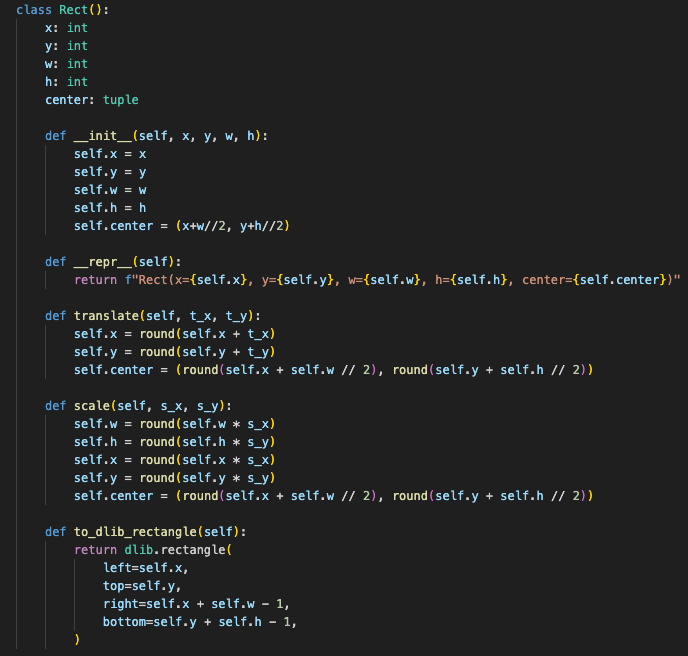 class Rect():
    x: int
    y: int
    w: int
    h: int
    center: tuple

    def __init__(self, x, y, w, h):
        self.x = x
        self.y = y
        self.w = w
        self.h = h
        self.center = (x+w//2, y+h//2)

    def __repr__(self):
        return f"Rect(x={self.x}, y={self.y}, w={self.w}, h={self.h}, center={self.center})"

    def translate(self, t_x, t_y):
        self.x = round(self.x + t_x)
        self.y = round(self.y + t_y)
        self.center = (round(self.x + self.w // 2), round(self.y + self.h // 2))

    def scale(self, s_x, s_y):
        self.w = round(self.w * s_x)
        self.h = round(self.h * s_y)
        self.x = round(self.x * s_x)
        self.y = round(self.y * s_y)
        self.center = (round(self.x + self.w // 2), round(self.y + self.h // 2))

    def to_dlib_rectangle(self):
        return dlib.rectangle(
            left=self.x,
            top=self.y,
            right=self.x + self.w - 1,
            bottom=self.y + self.h - 1,
        )